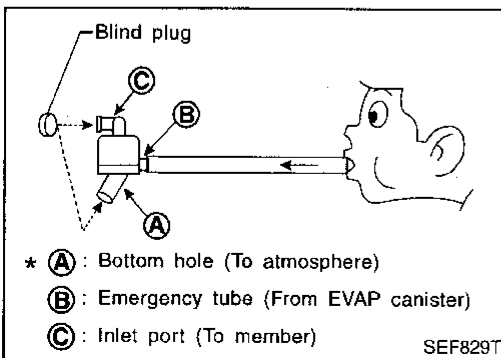 Blind plug
C
B
A
* A : Bottom hole (To atmosphere)
B : Emergency tube (From EVAP canister)
C : Inlet port (To member)
SEF829T